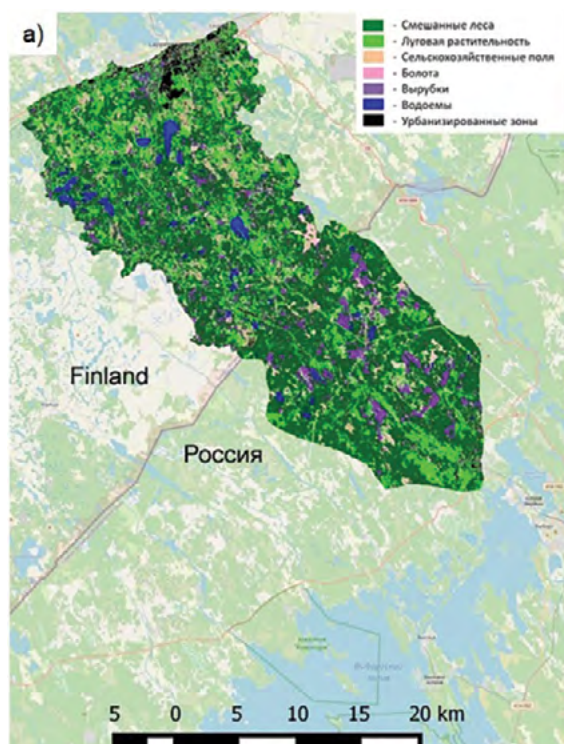 а)
- Смешанные леса
- Луговая растительность
- Сельскохозяйственные поля
- Болота
- Вырубки
- Водоемы
- Урбанизированные зоны
Finland
Россия
5 0 5 10 15 20 km